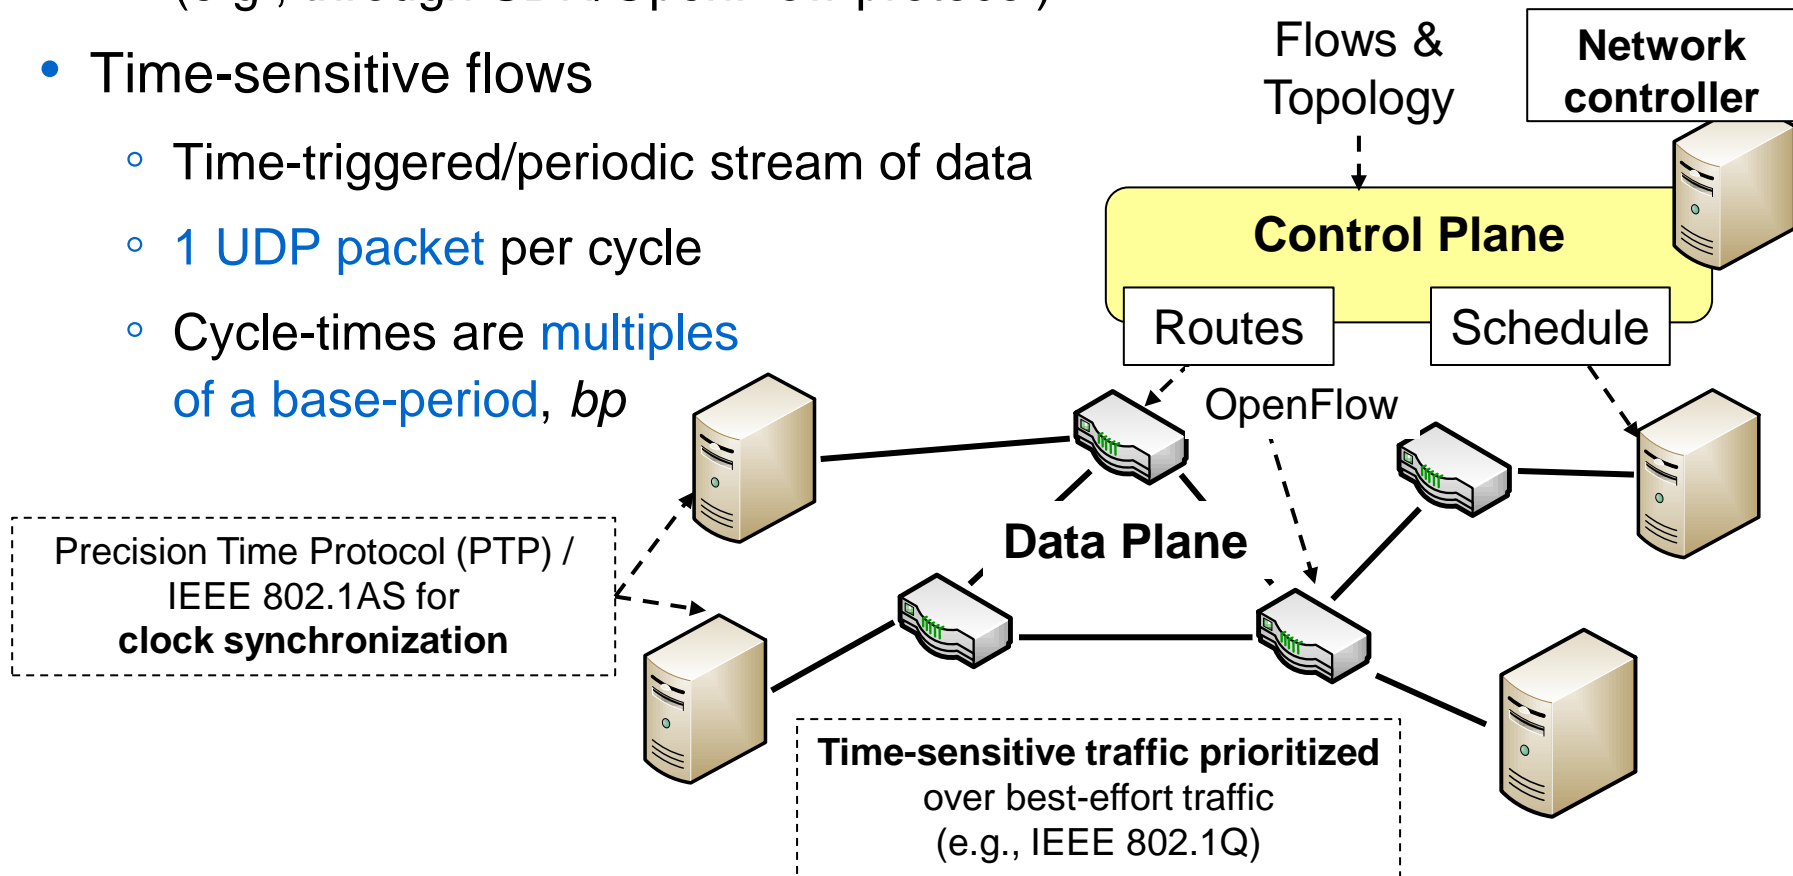 • Time-sensitive flows
◦ Time-triggered/periodic stream of data
◦ 1 UDP packet per cycle
◦ Cycle-times are multiples
of a base-period, bp
Flows &
Topology
Network
controller
Control Plane
Routes
Schedule
OpenFlow
Data Plane
Precision Time Protocol (PTP) /
IEEE 802.1AS for
clock synchronization
Time-sensitive traffic prioritized
over best-effort traffic
(e.g., IEEE 802.1Q)